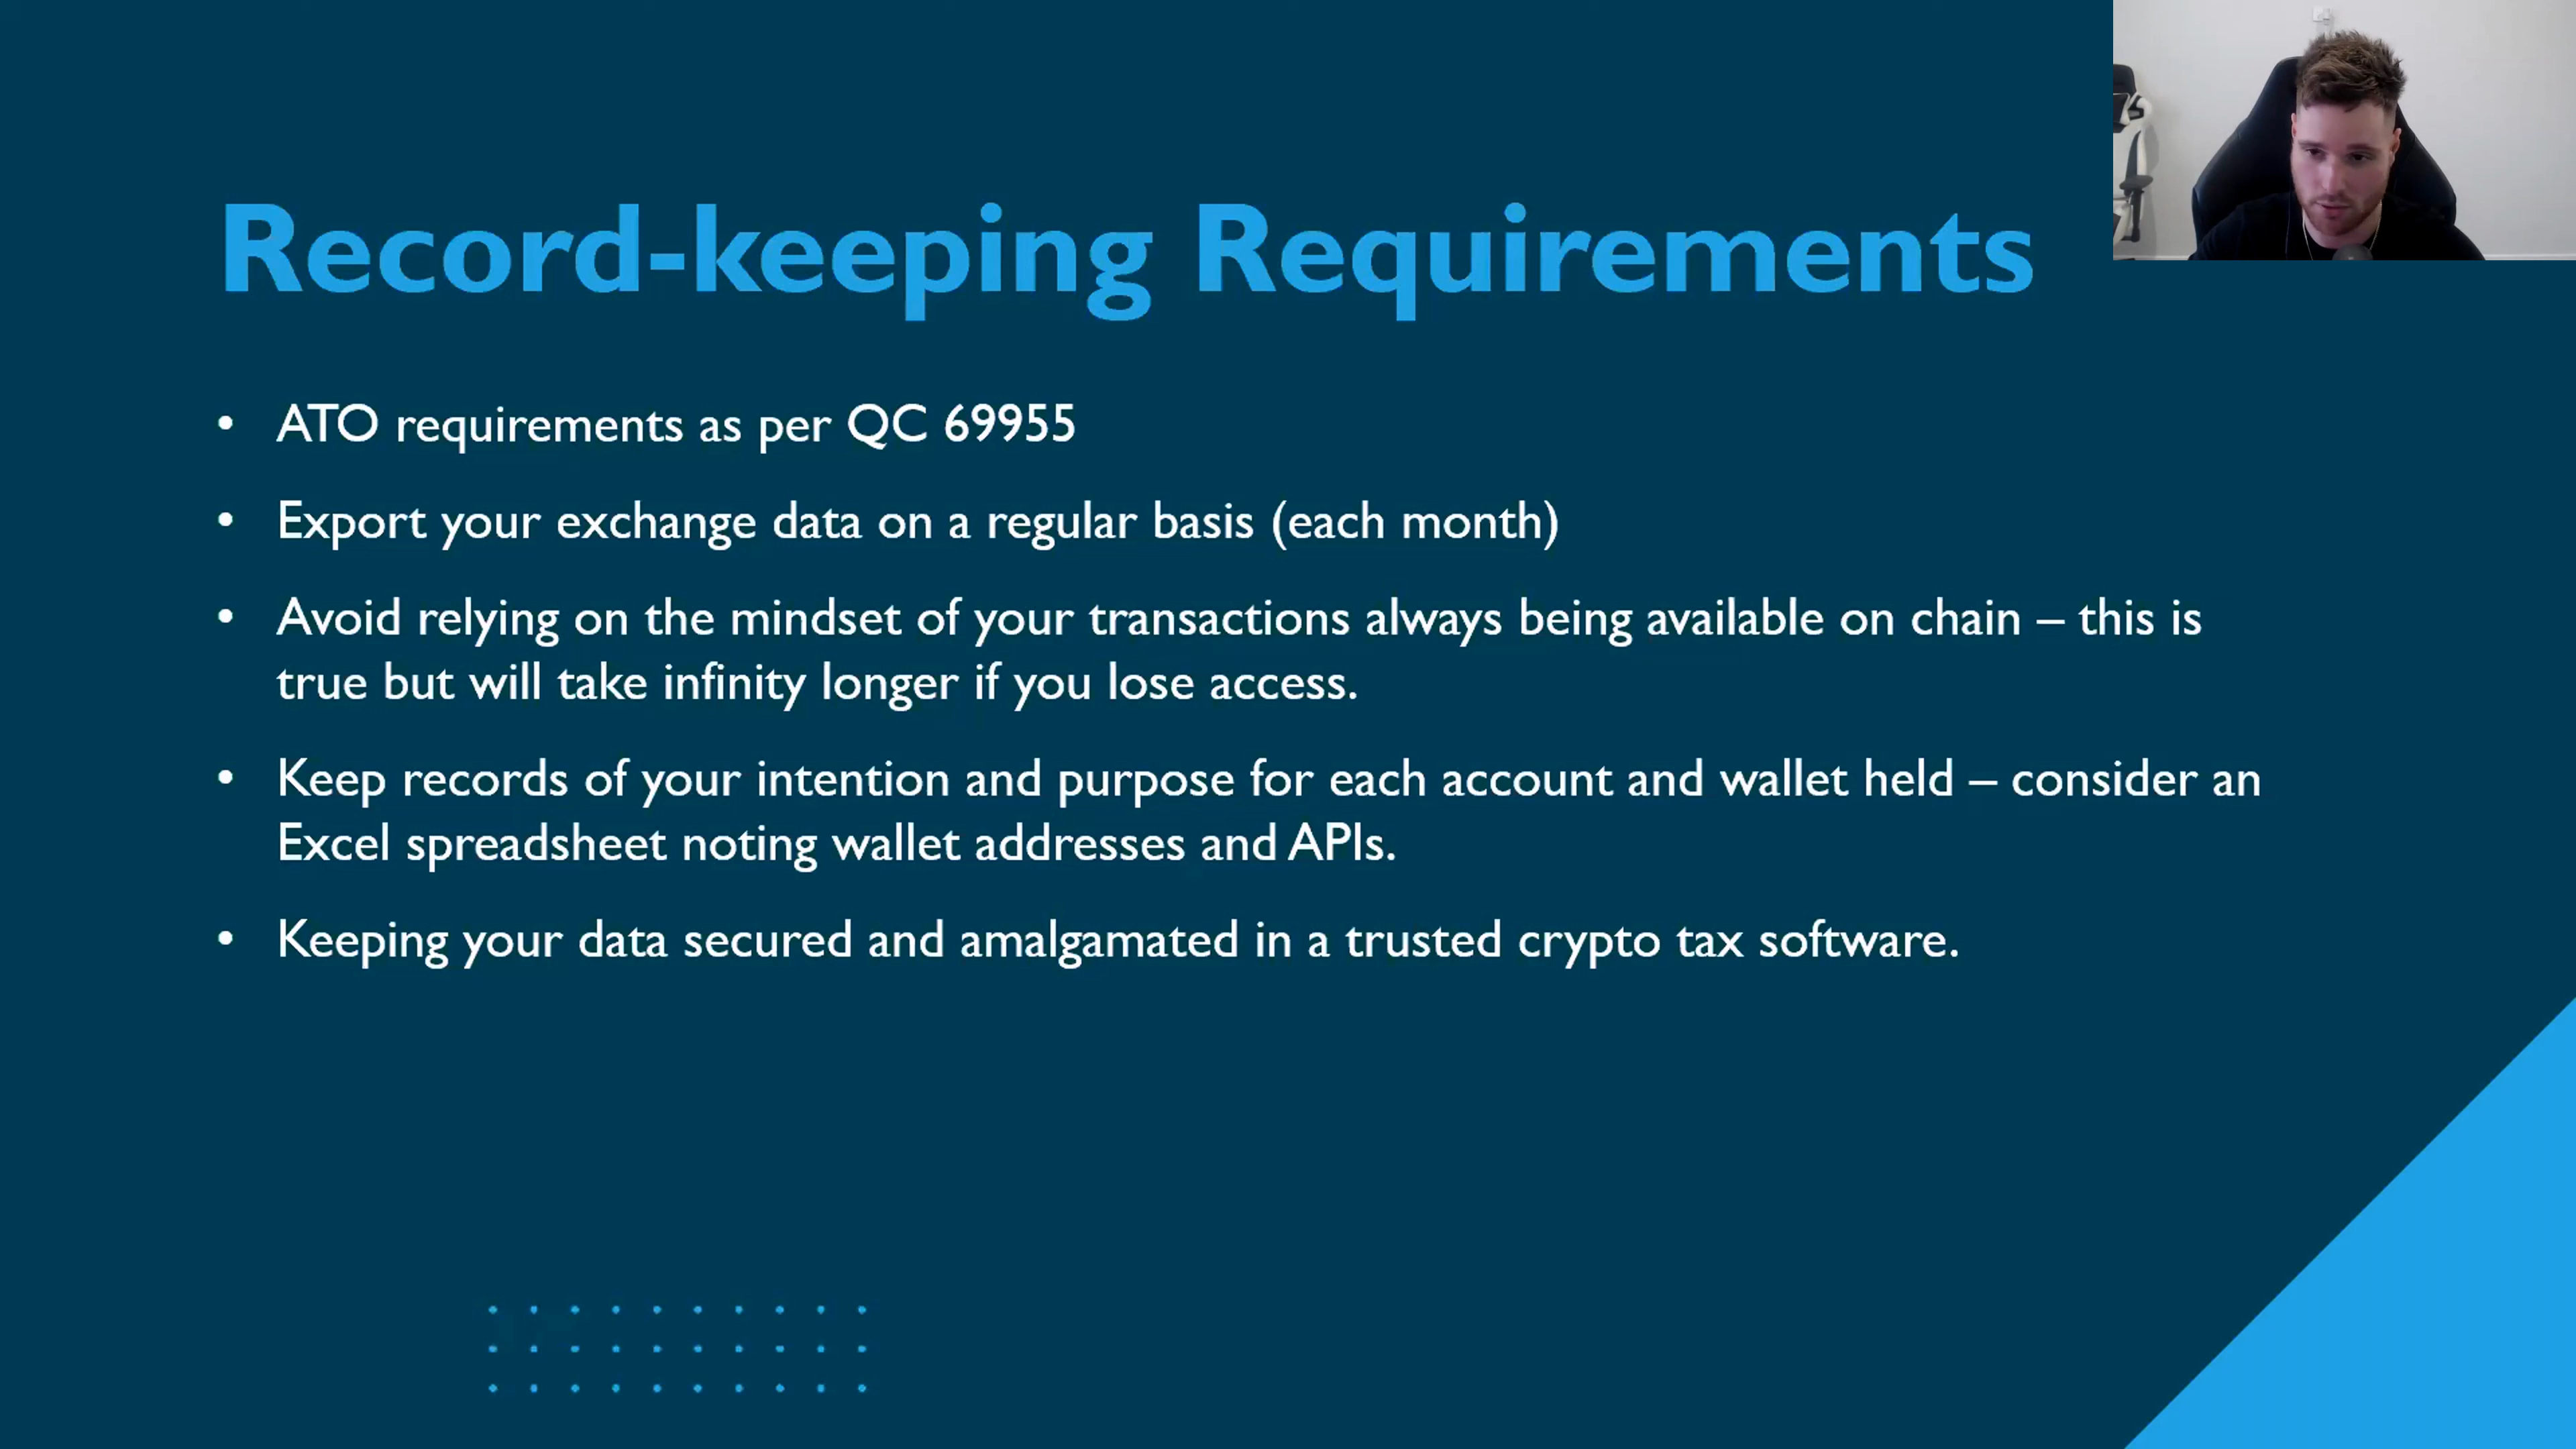 Record-keeping Requirements
• ATO requirements as per QC 69955
• Export your exchange data on a regular basis (each month)
• Avoid relying on the mindset of your transactions always being available on chain – this is
true but will take infinity longer if you lose access.
• Keep records of your intention and purpose for each account and wallet held – consider an
Excel spreadsheet noting wallet addresses and APIs.
• Keeping your data secured and amalgamated in a trusted crypto tax software.